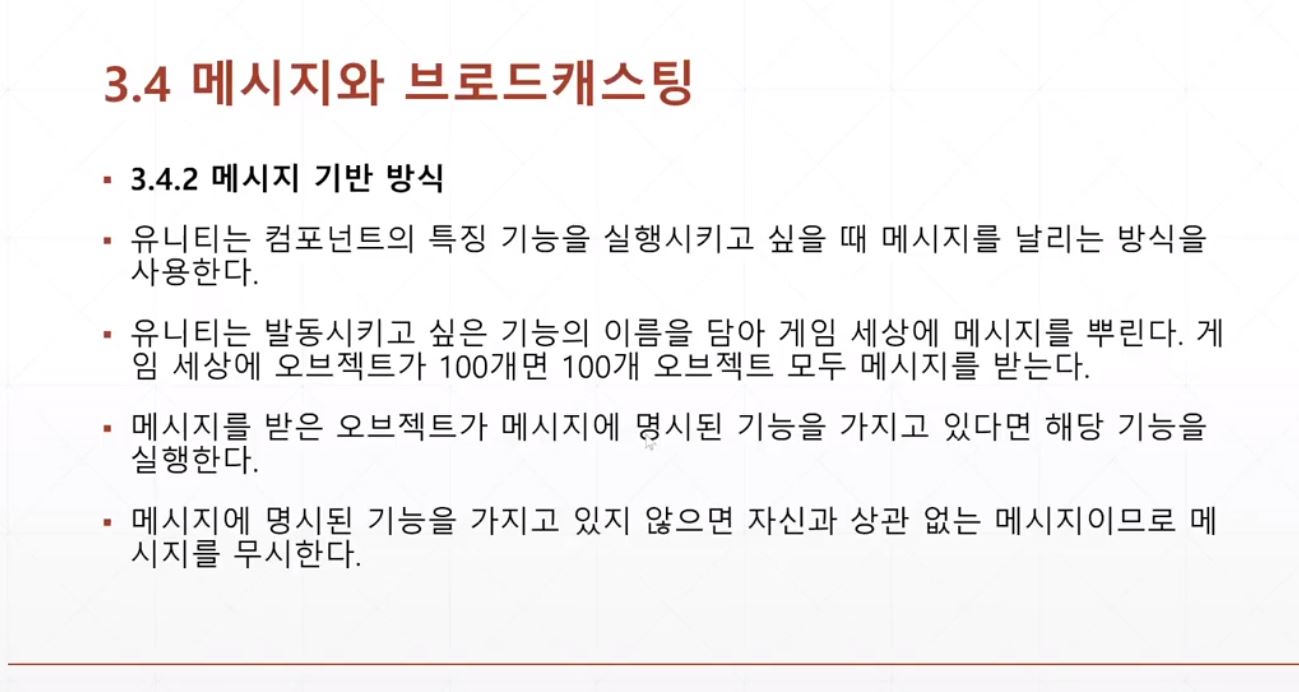 3.4 메시지와 브로드캐스팅
▪ 3.4.2 메시지 기반 방식
▪ 유니티는 컴포넌트의 특징 기능을 실행시키고 싶을 때 메시지를 날리는 방식을
사용한다.
▪ 유니티는 발동시키고 싶은 기능의 이름을 담아 게임 세상에 메시지를 뿌린다. 게
임 세상에 오브젝트가 100개면 100개 오브젝트 모두 메시지를 받는다.
▪ 메시지를 받은 오브젝트가 메시지에 명시된 기능을 가지고 있다면 해당 기능을
실행한다.
▪ 메시지에 명시된 기능을 가지고 있지 않으면 자신과 상관 없는 메시지이므로 메
시지를 무시한다.